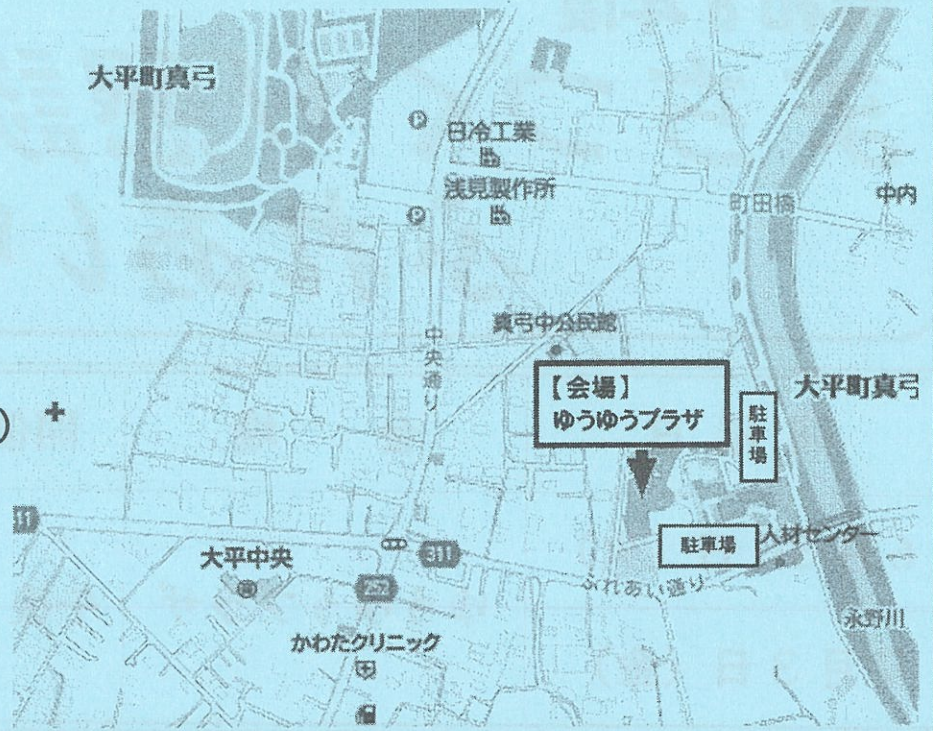 大平町真弓
P
日冷工業
浅見製作所
P
町田橋
中内
真弓中公民館
中央通り
【会場】
ゆうゆうプラザ
大平町真弓
駐車場
11
311
大平中央
257
駐車場
人材センター
ふれあい通り
かわたクリニック
永野川